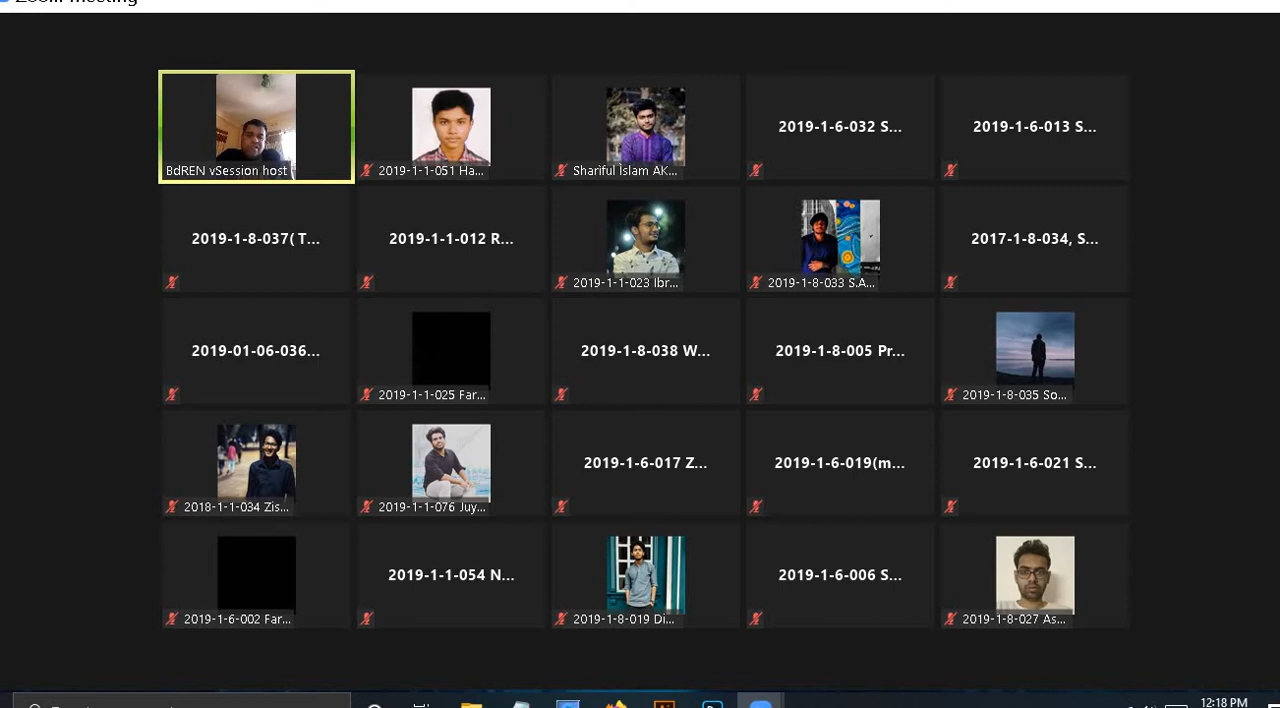 Zoom Meeting
BdREN vSession host
2019-1-1-051 Ha...
Shariful Islam AK...
2019-1-6-032 S...
2019-1-6-013 S...
2019-1-8-037( T...
2019-1-1-012 R...
2019-1-1-023 Ibr...
2019-1-8-033 S.A...
2017-1-8-034, S...
2019-01-06-036...
2019-1-1-025 Far...
2019-1-8-038 W...
2019-1-8-005 Pr...
2019-1-8-035 So...
2018-1-1-034 Zis...
2019-1-1-076 Juy...
2019-1-6-017 Z...
2019-1-6-019(m...
2019-1-6-021 S...
2019-1-6-002 Far...
2019-1-1-054 N...
2019-1-8-019 Di...
2019-1-6-006 S...
2019-1-8-027 As...
12:18 PM